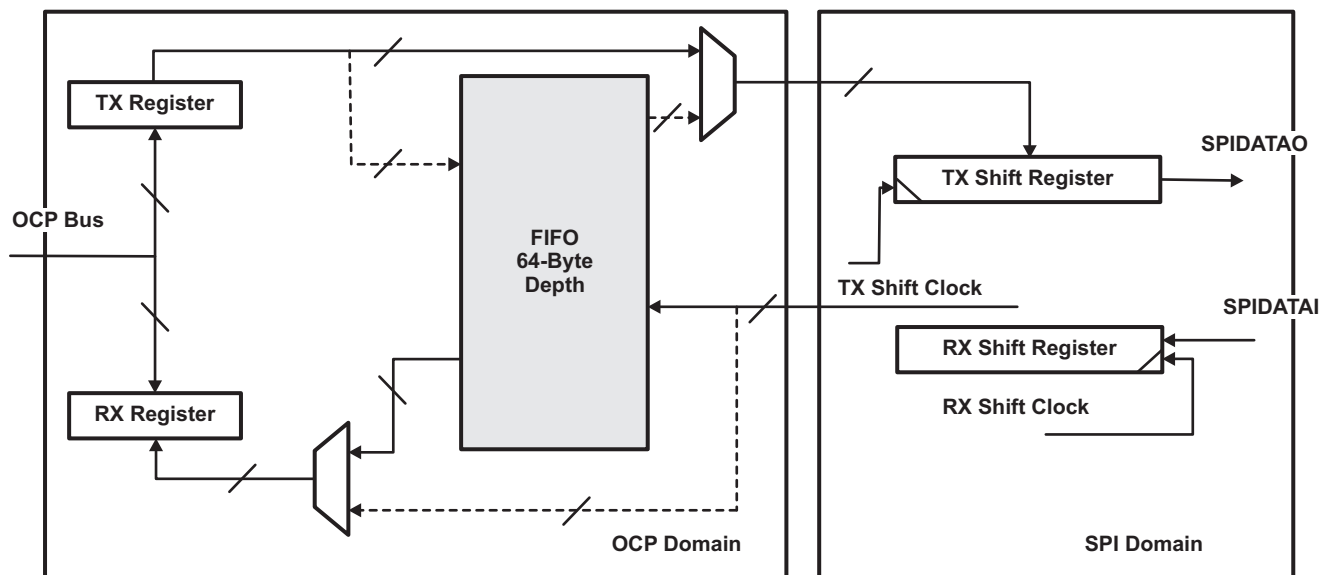 TX Register
SPIDATAO
TX Shift Register
OCP Bus
FIFO
64-Byte
Depth
TX Shift Clock
SPIDATAI
RX Shift Register
RX Register
RX Shift Clock
OCP Domain
SPI Domain